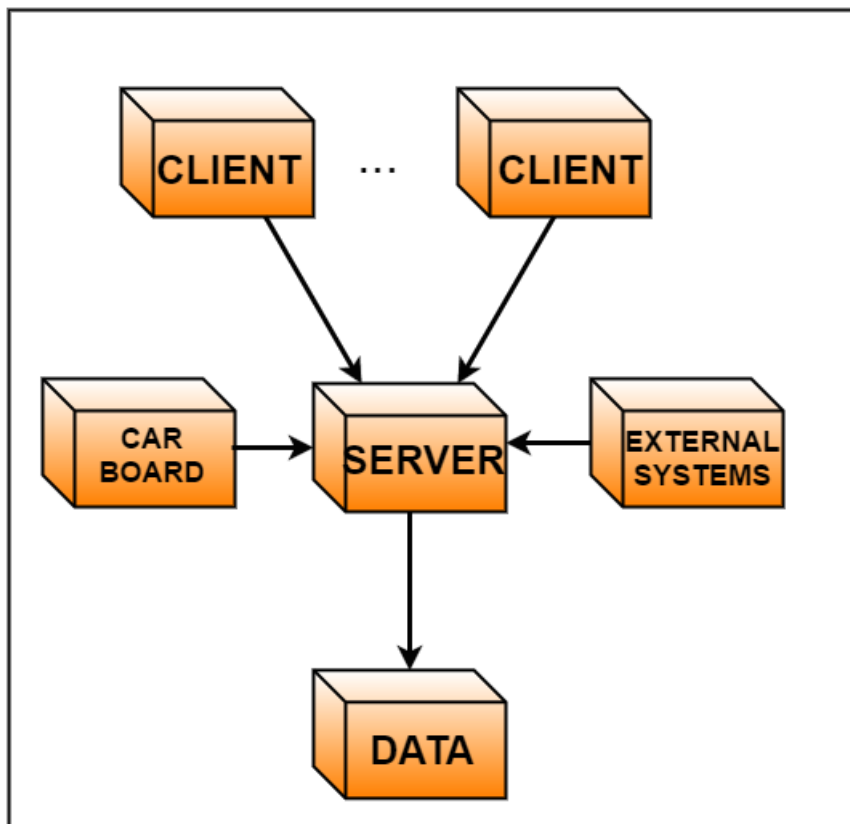 CLIENT ... CLIENT
CAR
BOARD
SERVER
EXTERNAL
SYSTEMS
DATA